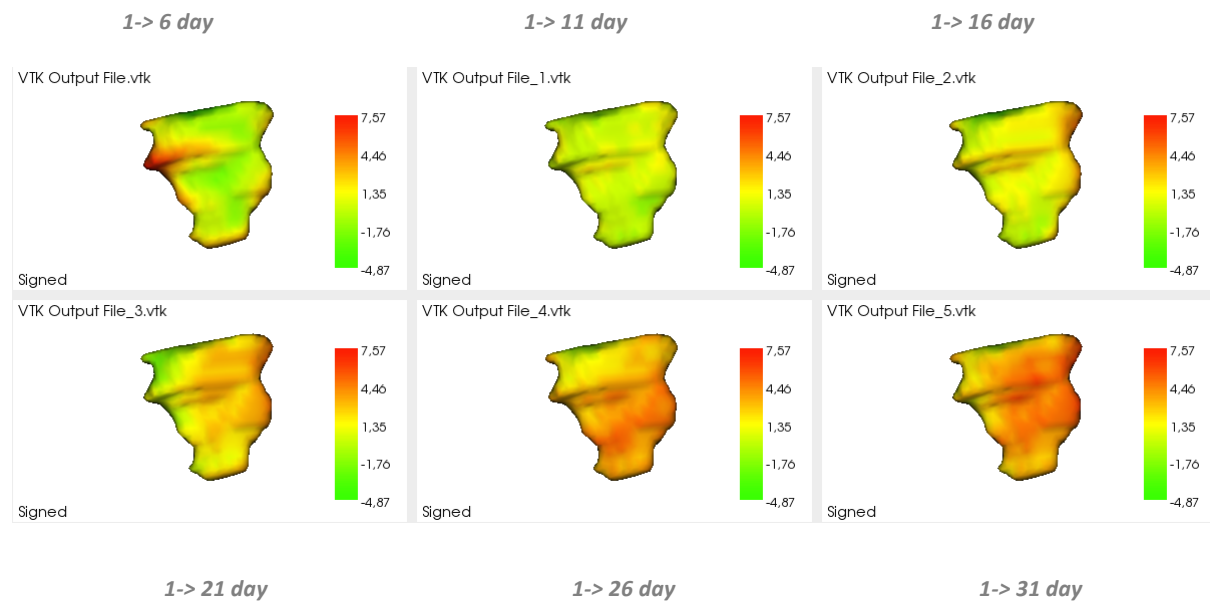 1-> 6 day
1-> 11 day
1-> 16 day
VTK Output File.vtk
7,57
4,46
1,35
-1,76
-4,87
Signed
VTK Output File_1.vtk
7,57
4,46
1,35
-1,76
-4,87
Signed
VTK Output File_2.vtk
7,57
4,46
1,35
-1,76
-4,87
Signed
VTK Output File_3.vtk
7,57
4,46
1,35
-1,76
-4,87
Signed
VTK Output File_4.vtk
7,57
4,46
1,35
-1,76
-4,87
Signed
VTK Output File_5.vtk
7,57
4,46
1,35
-1,76
-4,87
Signed
1-> 21 day
1-> 26 day
1-> 31 day